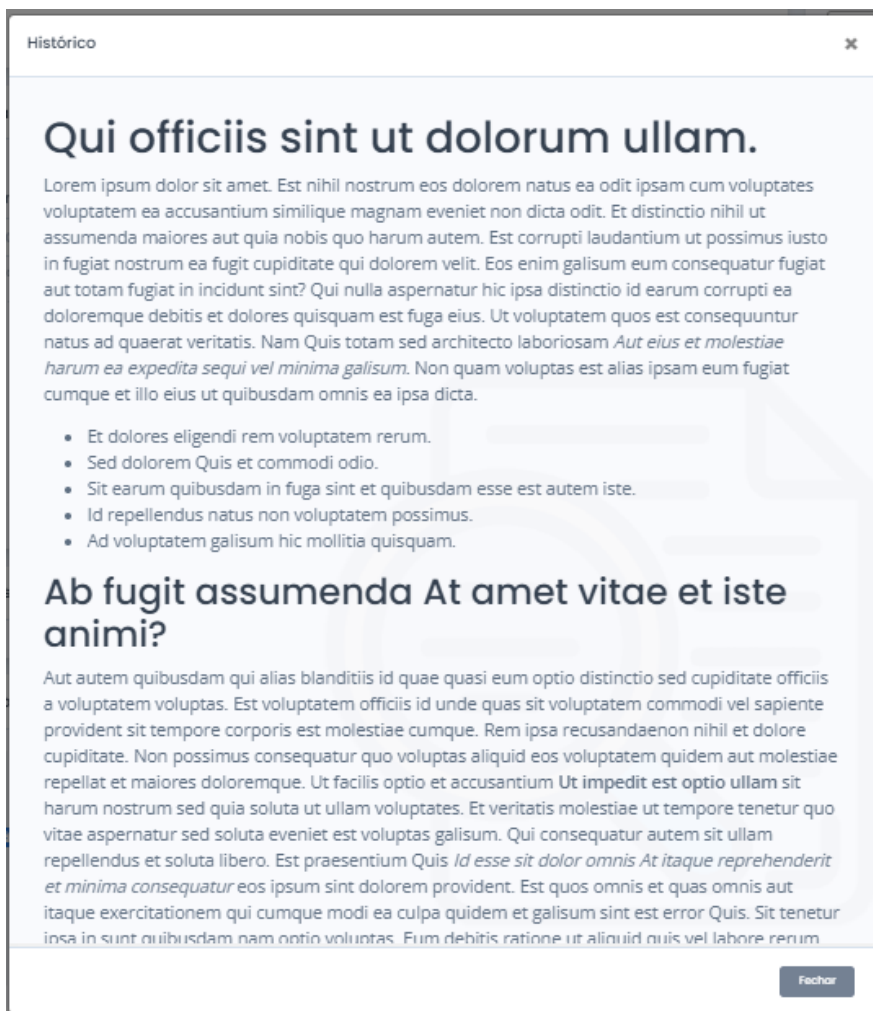 Histórico
×
Qui officiis sint ut dolorum ullam.
Lorem ipsum dolor sit amet. Est nihil nostrum eos dolorem natus ea odit ipsam cum voluptates
voluptatem ea accusantium similique magnam eveniet non dicta odit. Et distinctio nihil ut
assumenda maiores aut quia nobis quo harum autem. Est corrupti laudantium ut possimus iusto
in fugiat nostrum ea fugit cupiditate qui dolorem velit. Eos enim galisum eum consequatur fugiat
aut totam fugiat in incidunt sint? Qui nulla aspernatur hic ipsa distinctio id earum corrupti ea
doloremque debitis et dolores quisquam est fuga eius. Ut voluptatem quos est consequuntur
natus ad quaerat veritatis. Nam Quis totam sed architecto laboriosam Aut eius et molestiae
harum ea expedita sequi vel minima galisum. Non quam voluptas est alias ipsam eum fugiat
cumque et illo eius ut quibusdam omnis ea ipsa dicta.
• Et dolores eligendi rem voluptatem rerum.
• Sed dolorem Quis et commodi odio.
• Sit earum quibusdam in fuga sint et quibusdam esse est autem iste.
• Id repellendus natus non voluptatem possimus.
• Ad voluptatem galisum hic mollitia quisquam.
Ab fugit assumenda At amet vitae et iste
animi?
Aut autem quibusdam qui alias blanditiis id quae quasi eum optio distinctio sed cupiditate officiis
a voluptatem voluptas. Est voluptatem officiis id unde quas sit voluptatem commodi vel sapiente
provident sit tempore corporis est molestiae cumque. Rem ipsa recusandaenon nihil et dolore
cupiditate. Non possimus consequatur quo voluptas aliquid eos voluptatem quidem aut molestiae
repellat et maiores doloremque. Ut facilis optio et accusantium Ut impedit est optio ullam sit
harum nostrum sed quia soluta ut ullam voluptates. Et veritatis molestiae ut tempore tenetur quo
vitae aspernatur sed soluta eveniet est voluptas galisum. Qui consequatur autem sit ullam
repellendus et soluta libero. Est praesentium Quis Id esse sit dolor omnis At itaque reprehenderit
et minima consequatur eos ipsum sint dolorem provident. Est quos omnis et quas omnis aut
itaque exercitationem qui cumque modi ea culpa quidem et galisum sint est error Quis. Sit tenetur
ipsa in sunt quibusdam nam optio voluptas. Eum debitis ratione ut aliquid quis vel labore rerum
Fechar